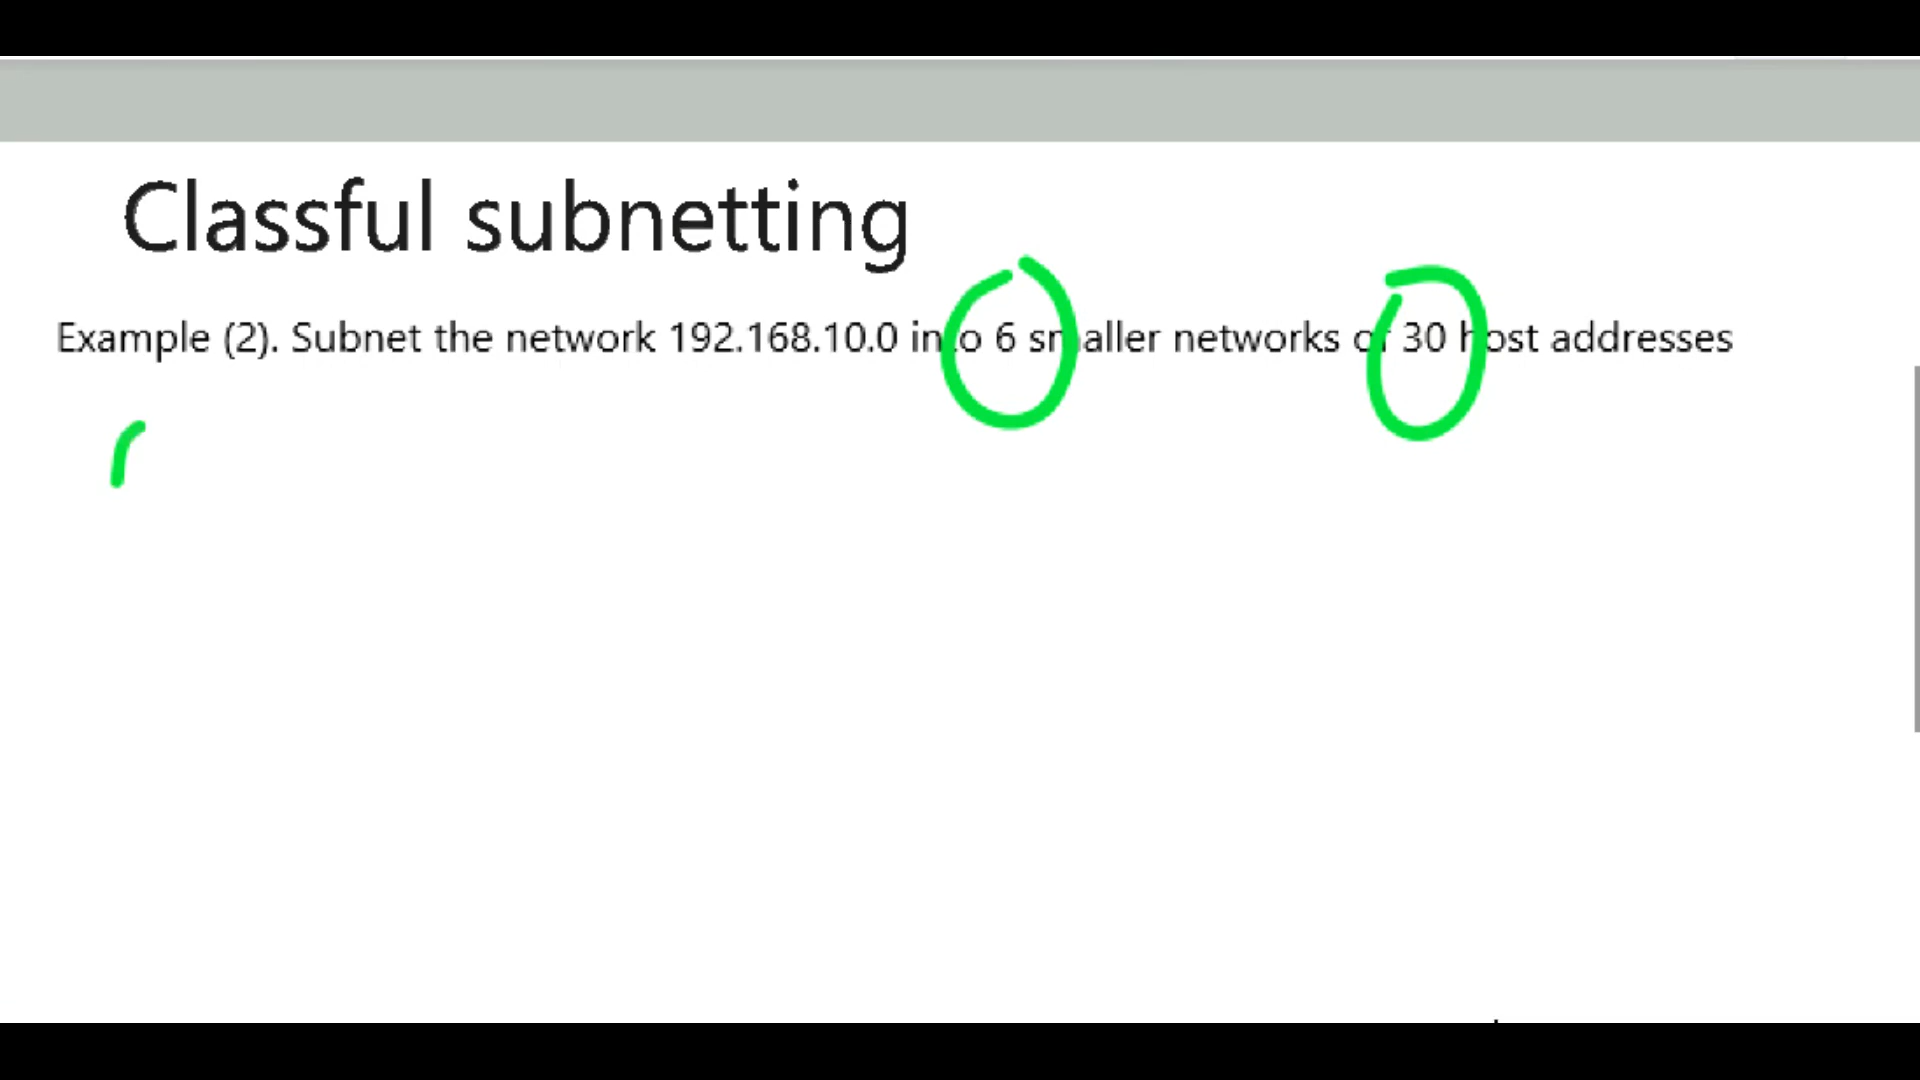 Classful subnetting
Example (2). Subnet the network 192.168.10.0 into 6 smaller networks of 30 host addresses